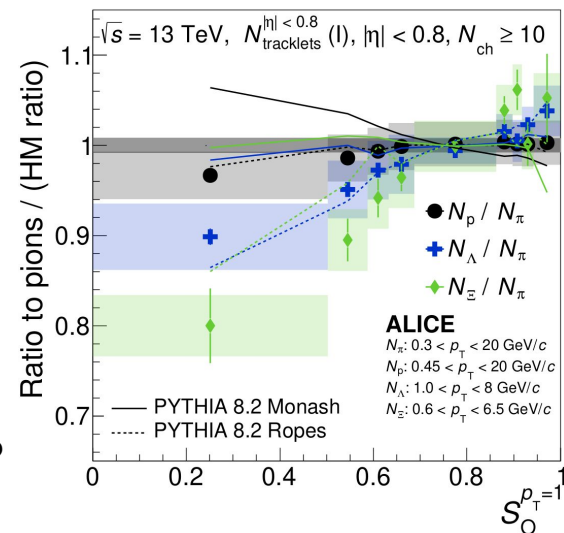 √s = 13 TeV, N^{|η| < 0.8}_{tracklets} (I), |η| < 0.8, N_{ch} ≥ 10
Ratio to pions / (HM ratio)
1.1
1
0.9
0.8
0.7
N_p / N_π
N_Λ / N_π
N_Ξ / N_π
ALICE
N_π: 0.3 < p_T < 20 GeV/c
N_p: 0.45 < p_T < 20 GeV/c
N_Λ: 1.0 < p_T < 8 GeV/c
N_Ξ: 0.6 < p_T < 6.5 GeV/c
PYTHIA 8.2 Monash
PYTHIA 8.2 Ropes
0 0.2 0.4 0.6 0.8 1
S_O^{p_T=1}